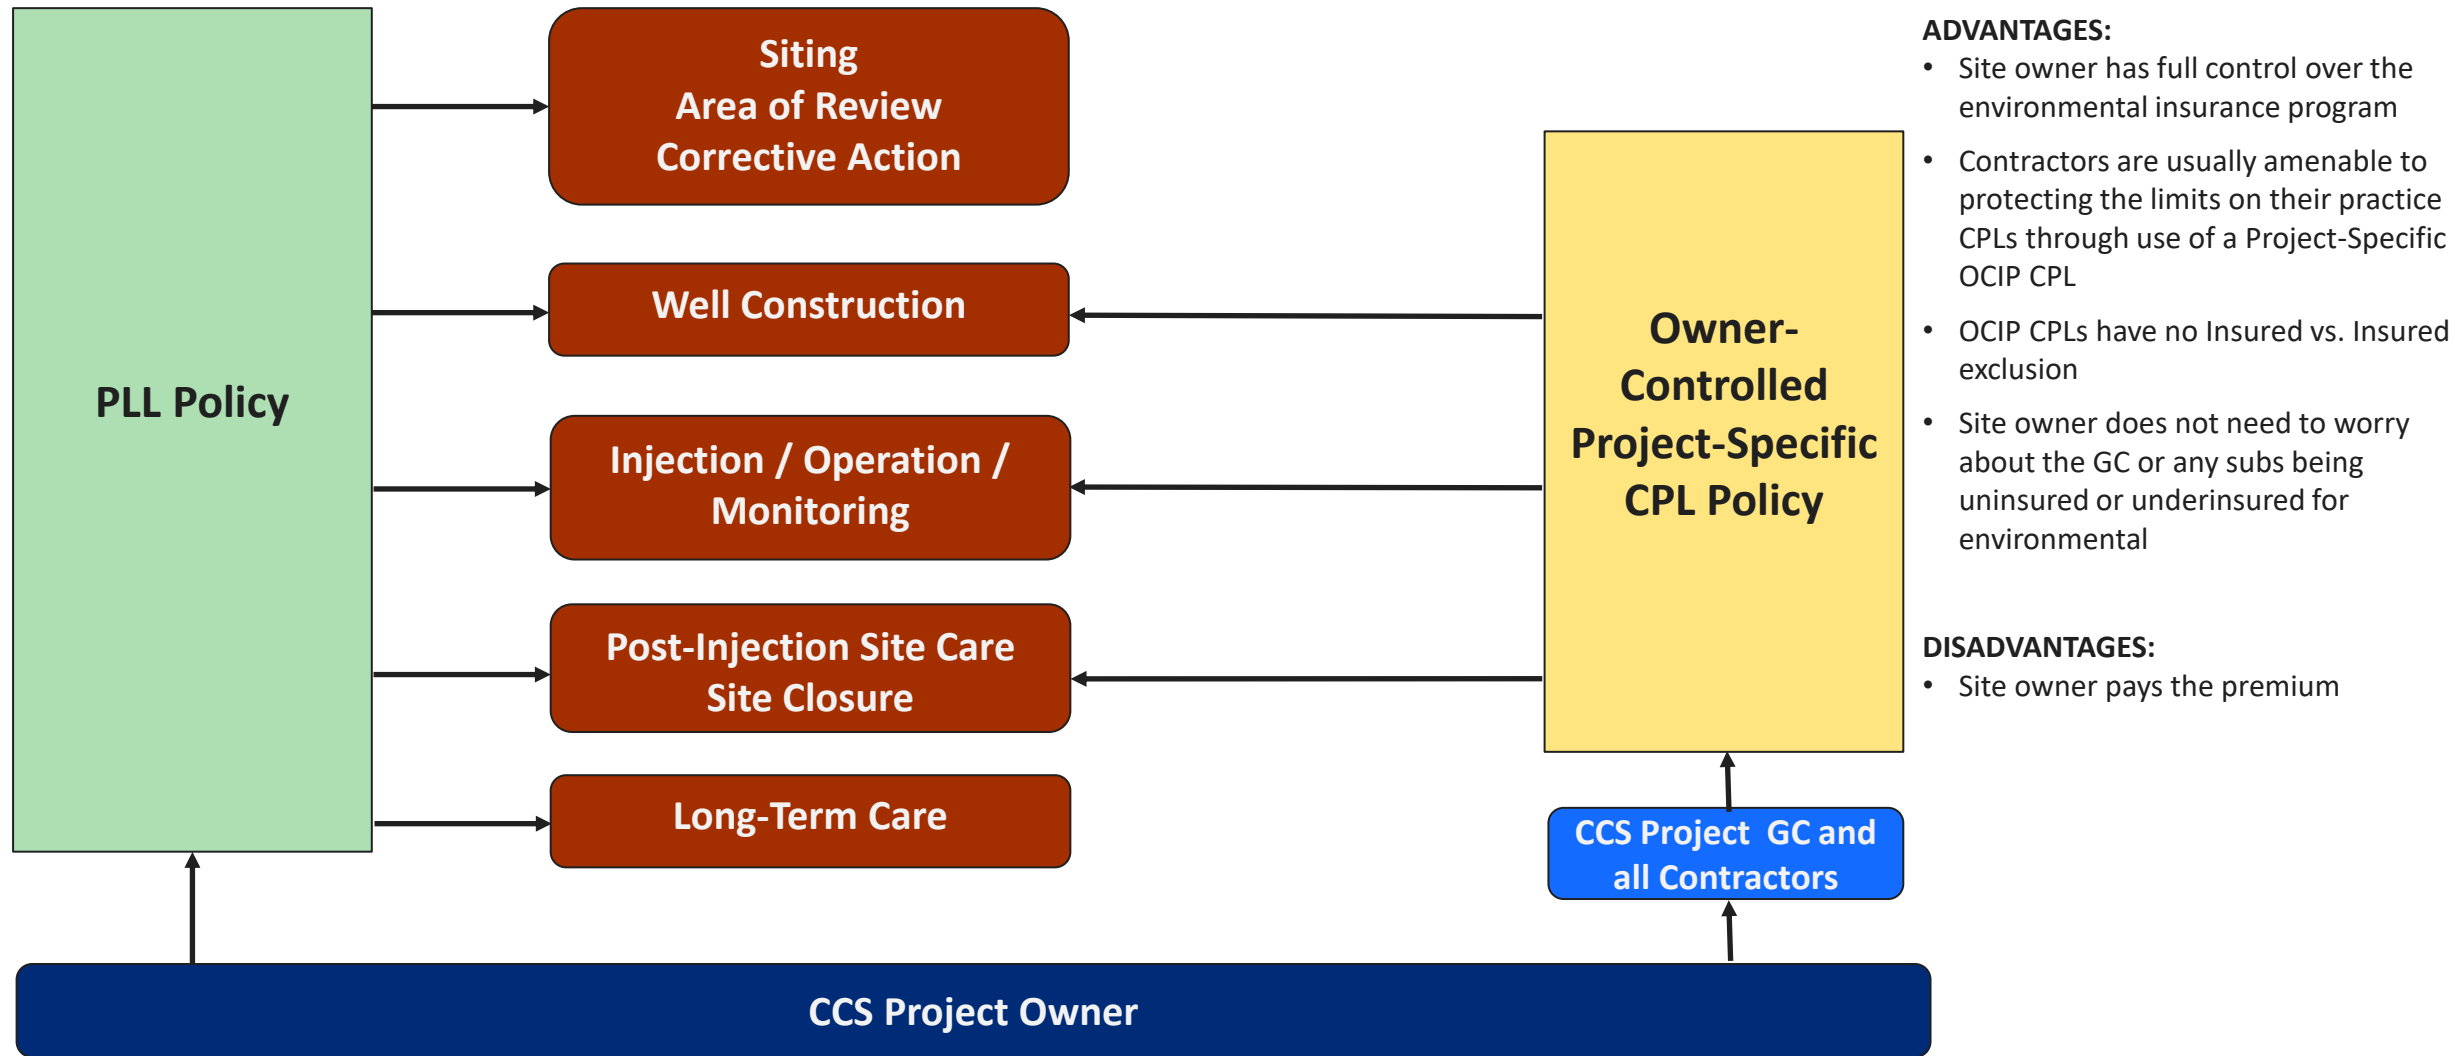 PLL Policy
Siting
Area of Review
Corrective Action
Well Construction
Injection / Operation /
Monitoring
Post-Injection Site Care
Site Closure
Long-Term Care
Owner-
Controlled
Project-Specific
CPL Policy
CCS Project GC and
all Contractors
CCS Project Owner
ADVANTAGES:
• Site owner has full control over the
environmental insurance program
• Contractors are usually amenable to
protecting the limits on their practice
CPLs through use of a Project-Specific
OCIP CPL
• OCIP CPLs have no Insured vs. Insured
exclusion
• Site owner does not need to worry
about the GC or any subs being
uninsured or underinsured for
environmental
DISADVANTAGES:
• Site owner pays the premium